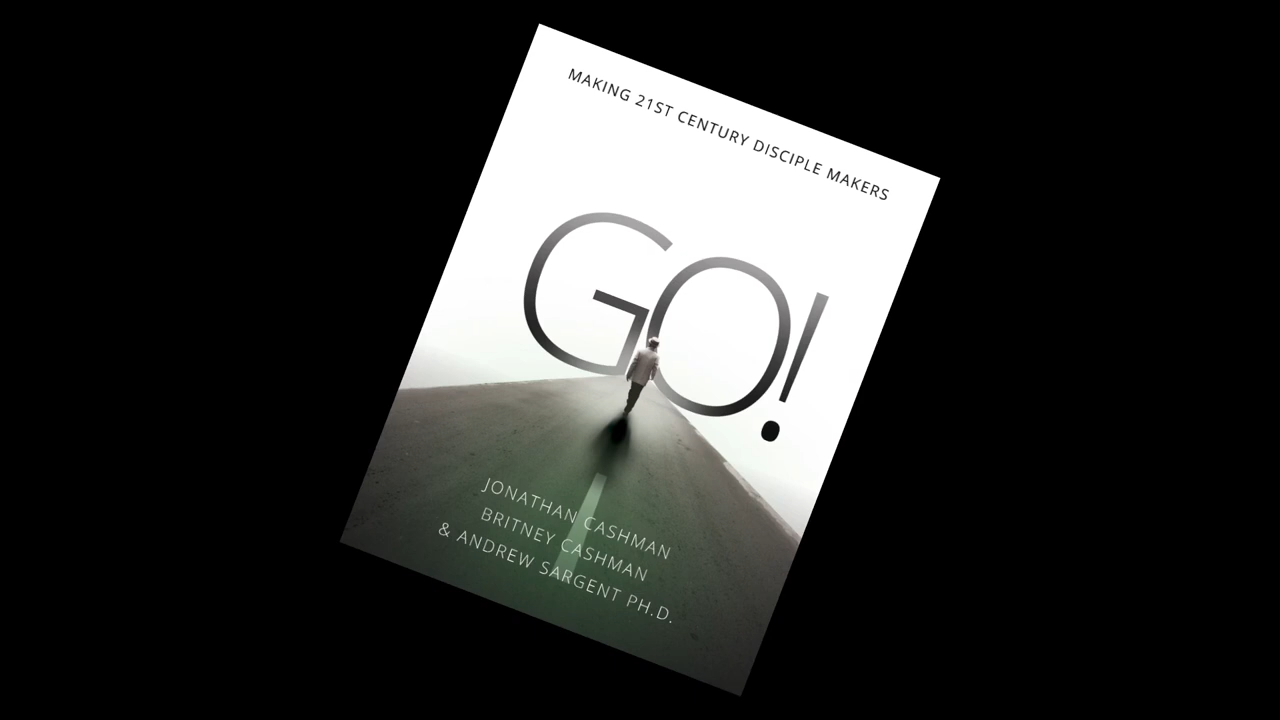 MAKING 21ST CENTURY DISCIPLE MAKERS
GO!
JONATHAN CASHMAN
BRITNEY CASHMAN
& ANDREW SARGENT PH.D.